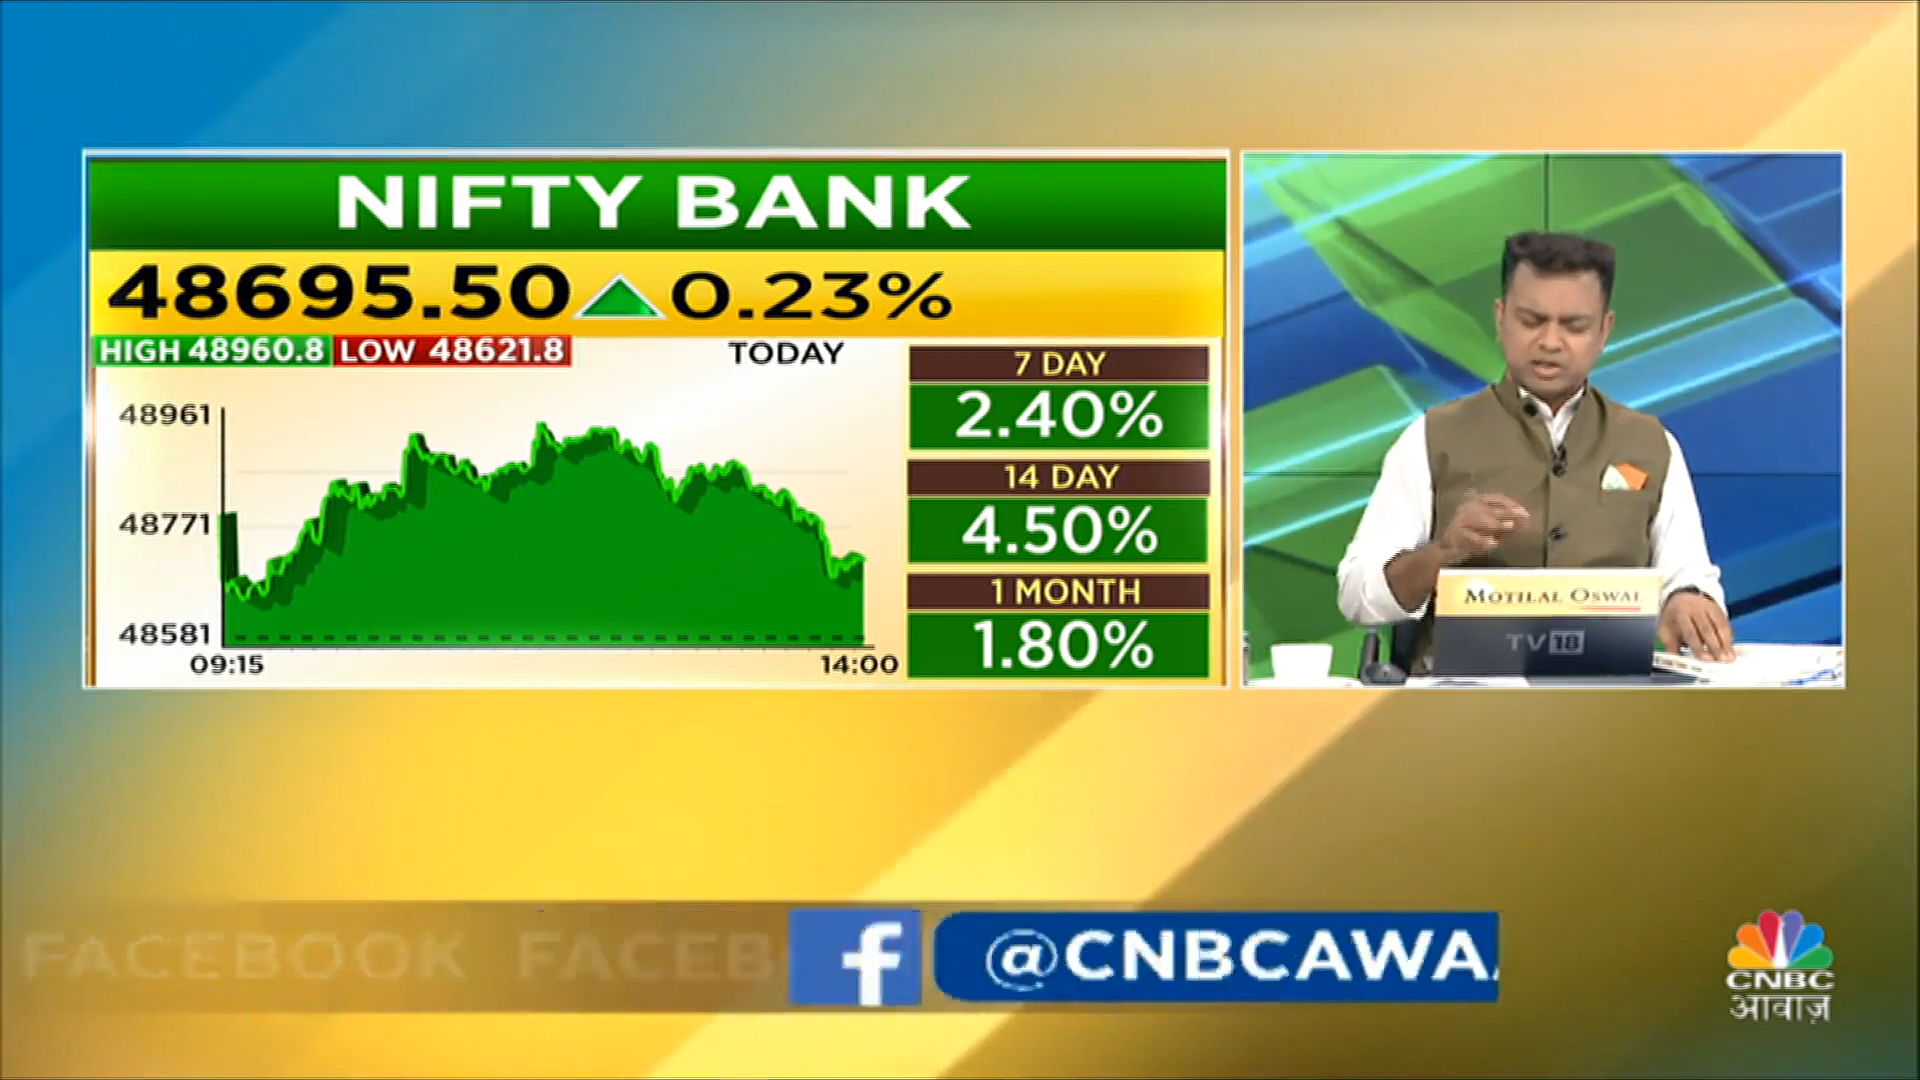 NIFTY BANK
48695.50 0.23%
HIGH 48960.8 LOW 48621.8
TODAY
48961
48771
48581
09:15 14:00
7 DAY
2.40%
14 DAY
4.50%
1 MONTH
1.80%
MOTILAL OSWAL
TV18
FACEBOOK FACEB
f @CNBCAWA
CNBC
आवाज़